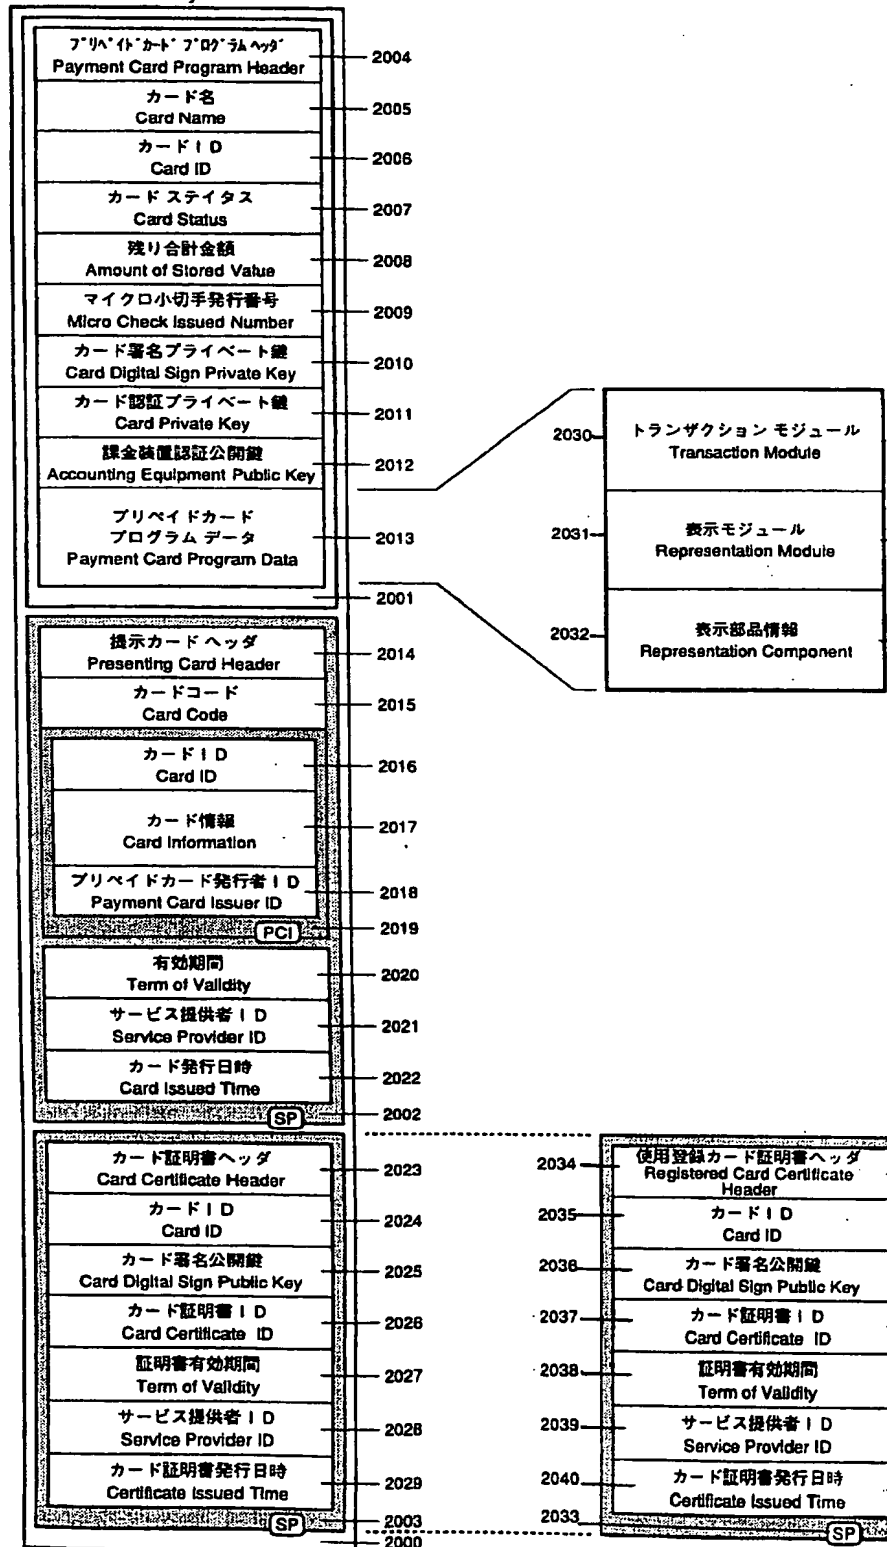 プリペイド カード プログラム ヘッダ
Payment Card Program Header
2004
カード名
Card Name
2005
カードID
Card ID
2006
カード ステイタス
Card Status
2007
残り合計金額
Amount of Stored Value
2008
マイクロ小切手発行番号
Micro Check Issued Number
2009
カード署名プライベート鍵
Card Digital Sign Private Key
2010
カード認証プライベート鍵
Card Private Key
2011
課金装置認証公開鍵
Accounting Equipment Public Key
2012
プリペイドカード
プログラム データ
Payment Card Program Data
2013
2001
2030
トランザクション モジュール
Transaction Module
2031
表示モジュール
Representation Module
2032
表示部品情報
Representation Component
提示カード ヘッダ
Presenting Card Header
2014
カードコード
Card Code
2015
カードID
Card ID
2016
カード情報
Card Information
2017
プリペイドカード発行者ID
Payment Card Issuer ID
2018
PCI
2019
有効期間
Term of Validity
2020
サービス提供者ID
Service Provider ID
2021
カード発行日時
Card Issued Time
2022
SP
2002
カード証明書ヘッダ
Card Certificate Header
2023
カードID
Card ID
2024
カード署名公開鍵
Card Digital Sign Public Key
2025
カード証明書ID
Card Certificate ID
2026
証明書有効期間
Term of Validity
2027
サービス提供者ID
Service Provider ID
2028
カード証明書発行日時
Certificate Issued Time
2029
SP
2003
2000
2034
使用登録カード証明書ヘッダ
Registered Card Certificate
Header
2035
カードID
Card ID
2036
カード署名公開鍵
Card Digital Sign Public Key
2037
カード証明書ID
Card Certificate ID
2038
証明書有効期間
Term of Validity
2039
サービス提供者ID
Service Provider ID
2040
カード証明書発行日時
Certificate Issued Time
2033
SP